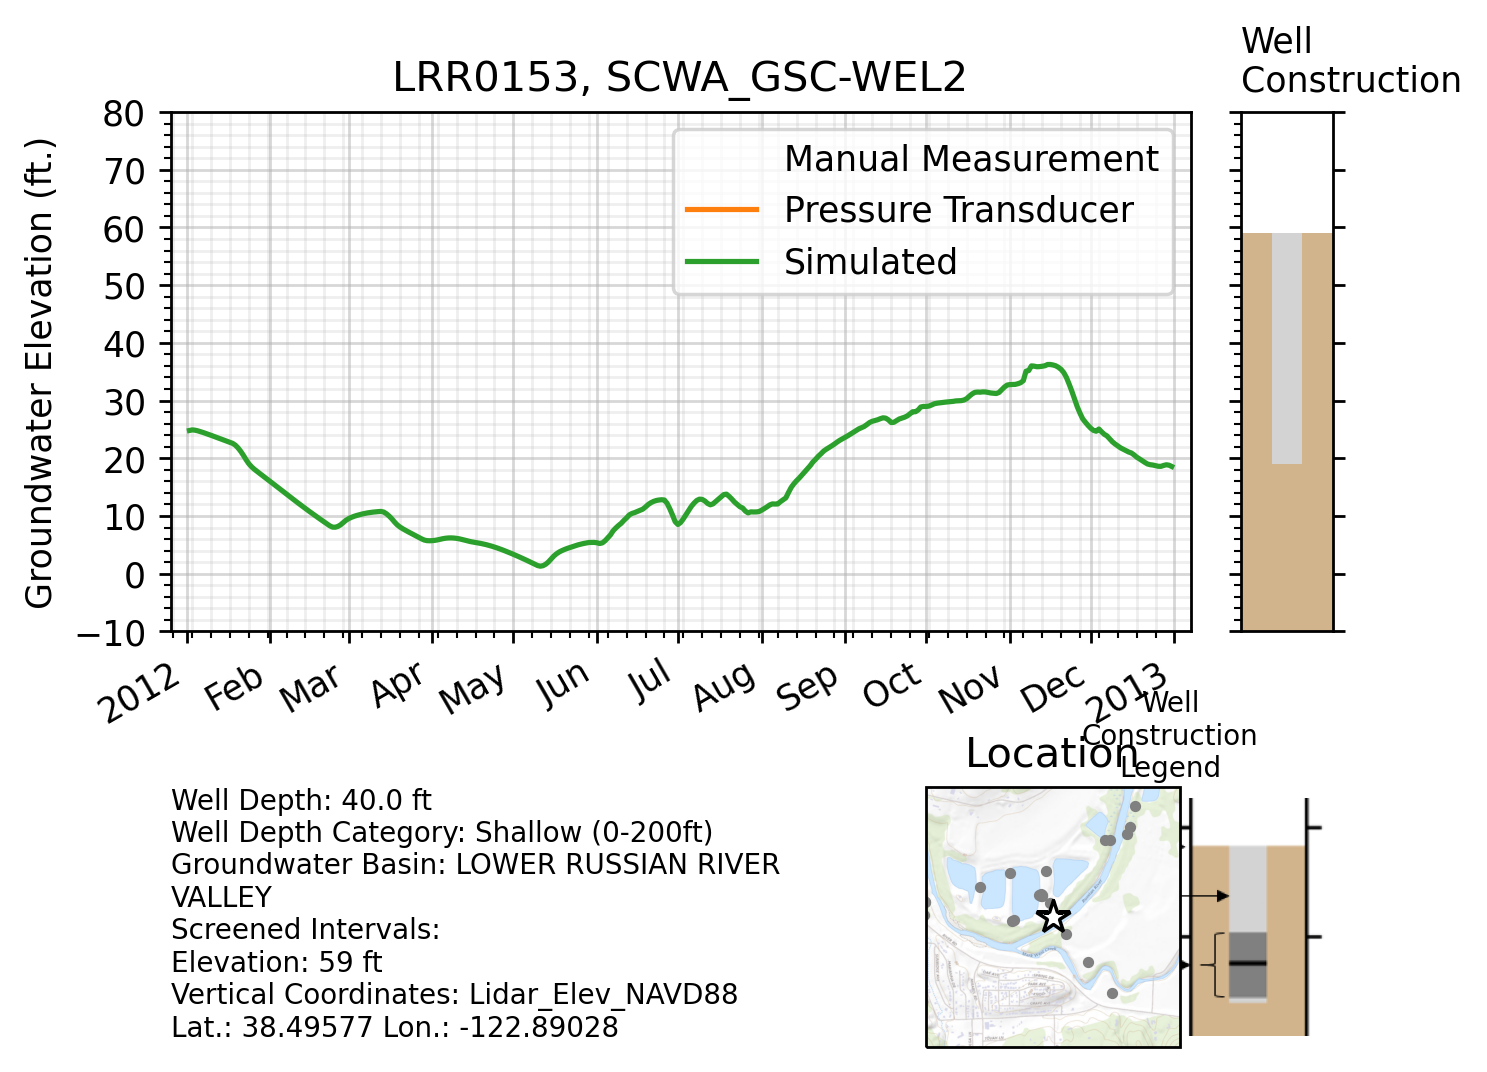 Well
Construction
LRR0153, SCWA_GSC-WEL2
Groundwater Elevation (ft.)
80
70
60
50
40
30
20
10
0
−10
Manual Measurement
Pressure Transducer
Simulated
2012
Feb
Mar
Apr
May
Jun
Jul
Aug
Sep
Oct
Nov
Dec
2013
Well
Construction
Legend
Location
Well Depth: 40.0 ft
Well Depth Category: Shallow (0-200ft)
Groundwater Basin: LOWER RUSSIAN RIVER
VALLEY
Screened Intervals:
Elevation: 59 ft
Vertical Coordinates: Lidar_Elev_NAVD88
Lat.: 38.49577 Lon.: -122.89028